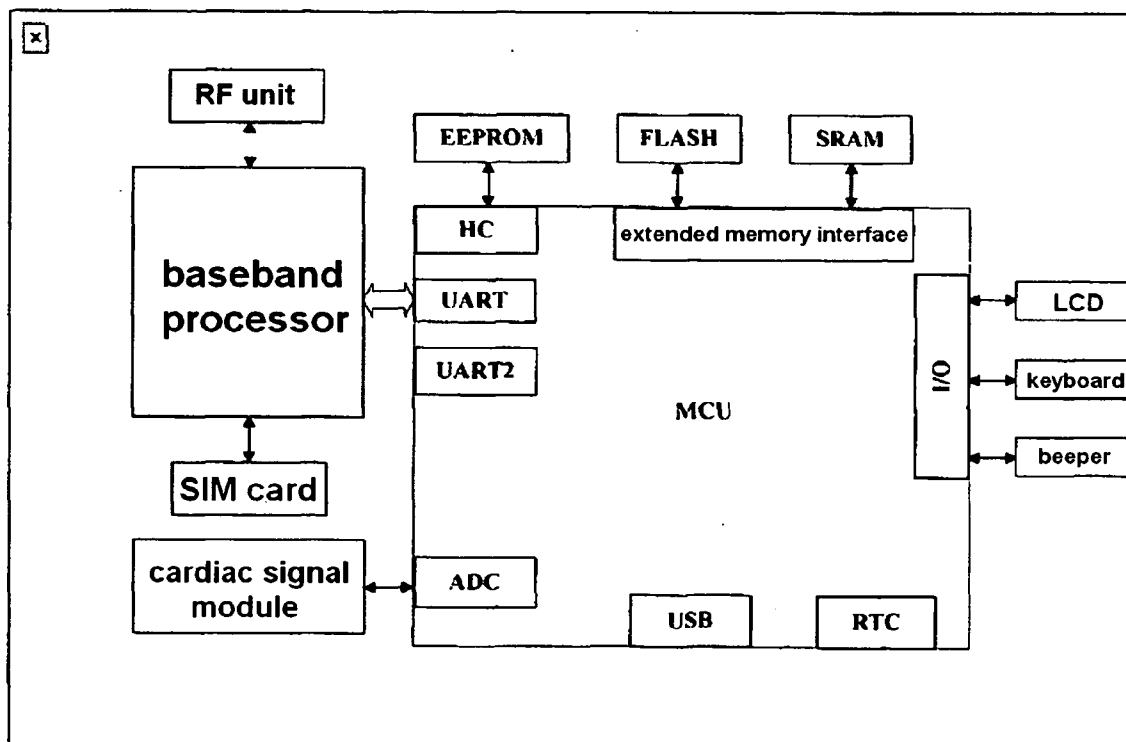 x
RF unit
EEPROM
FLASH
SRAM
baseband
processor
HC
extended memory interface
UART
UART2
MCU
I/O
LCD
keyboard
beeper
SIM card
cardiac signal
module
ADC
USB
RTC